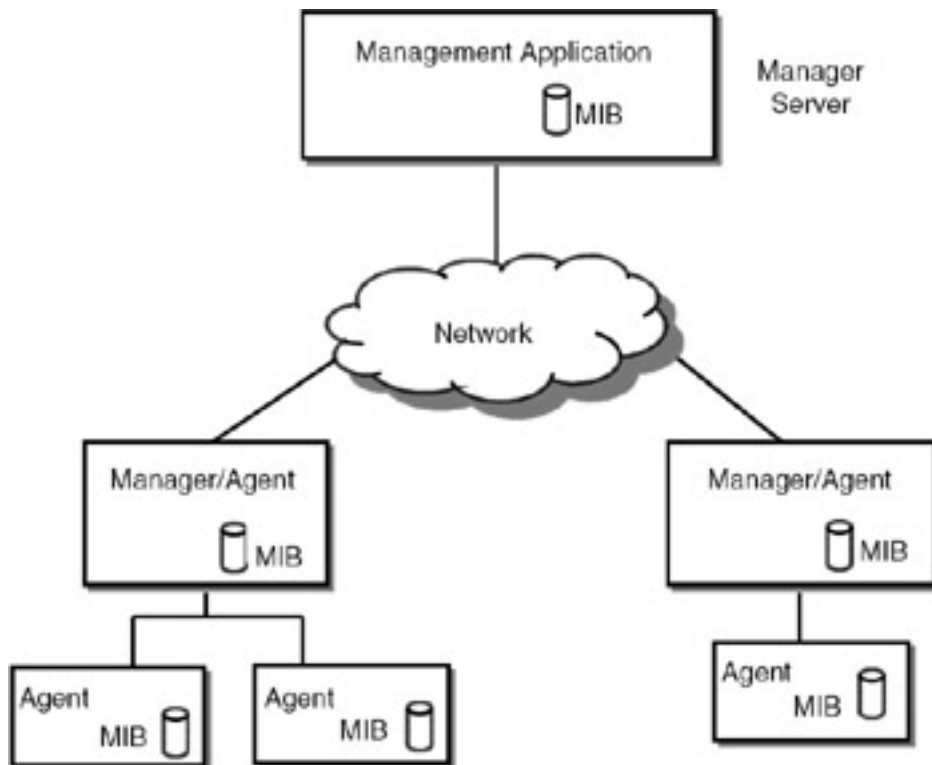 Management Application
MIB
Manager
Server
Network
Manager/Agent
MIB
Manager/Agent
MIB
Agent
MIB
Agent
MIB
Agent
MIB